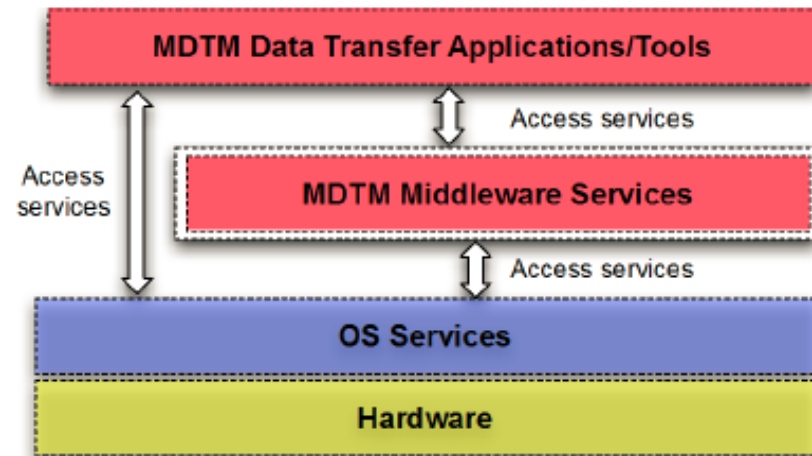 MDTM Data Transfer Applications/Tools
Access services
Access
services
MDTM Middleware Services
Access services
OS Services
Hardware